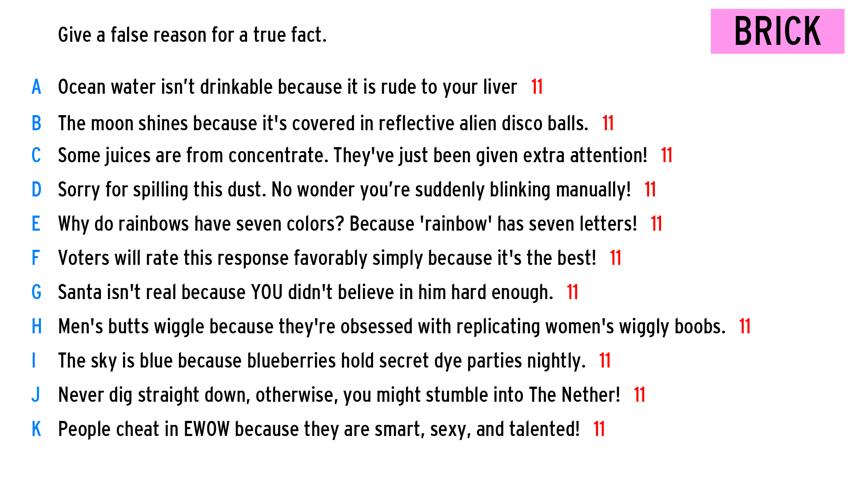 Give a false reason for a true fact.
BRICK
A Ocean water isn’t drinkable because it is rude to your liver 11
B The moon shines because it's covered in reflective alien disco balls. 11
C Some juices are from concentrate. They've just been given extra attention! 11
D Sorry for spilling this dust. No wonder you’re suddenly blinking manually! 11
E Why do rainbows have seven colors? Because 'rainbow' has seven letters! 11
F Voters will rate this response favorably simply because it's the best! 11
G Santa isn't real because YOU didn't believe in him hard enough. 11
H Men's butts wiggle because they're obsessed with replicating women's wiggly boobs. 11
I The sky is blue because blueberries hold secret dye parties nightly. 11
J Never dig straight down, otherwise, you might stumble into The Nether! 11
K People cheat in EWOW because they are smart, sexy, and talented! 11